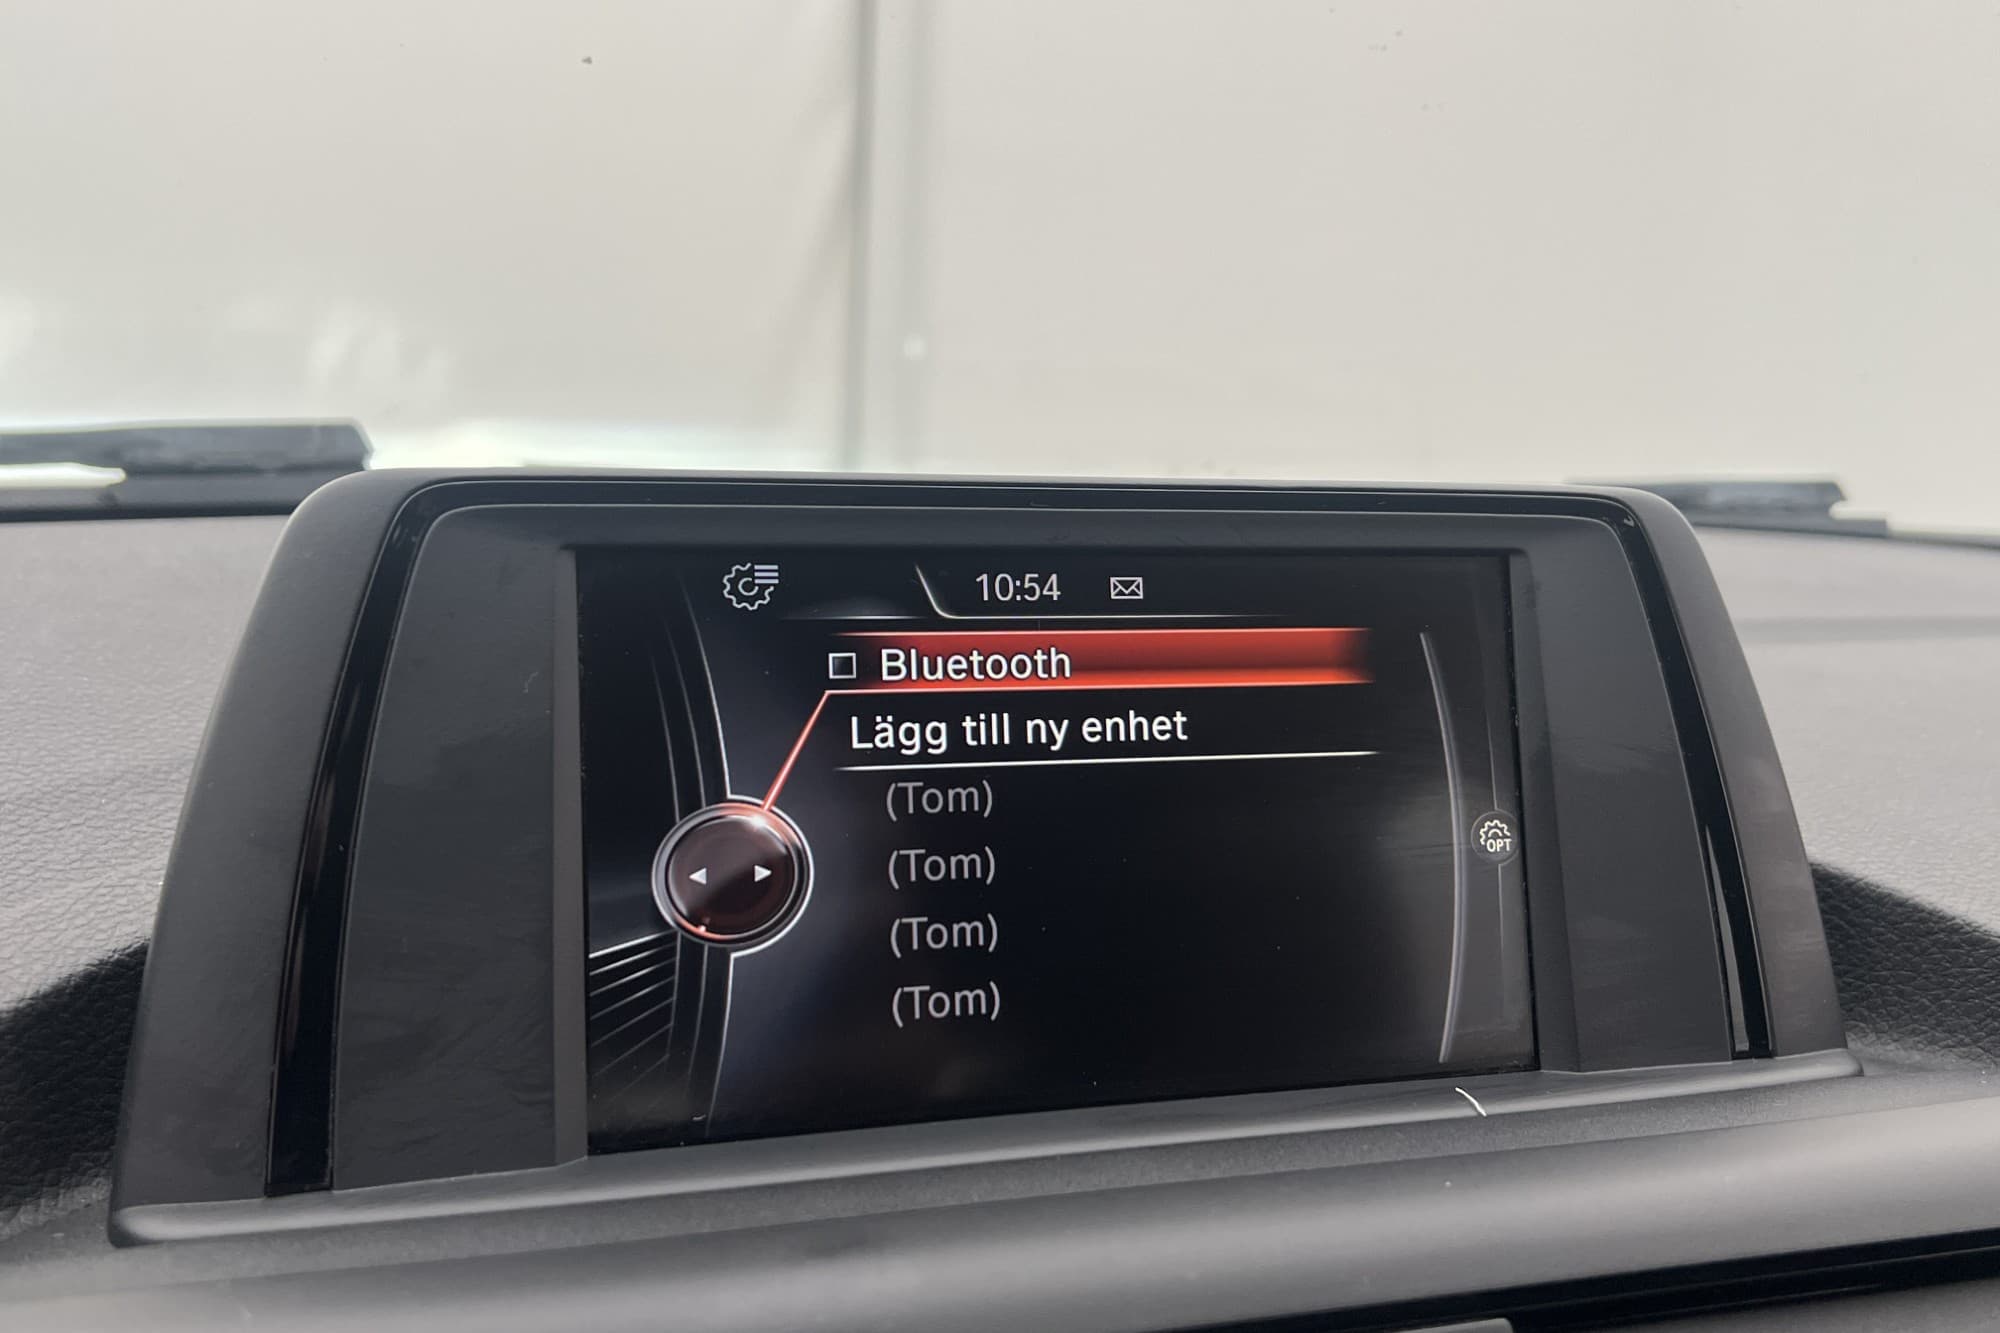 10:54
Bluetooth
Lägg till ny enhet
(Tom)
(Tom)
(Tom)
(Tom)
OPT